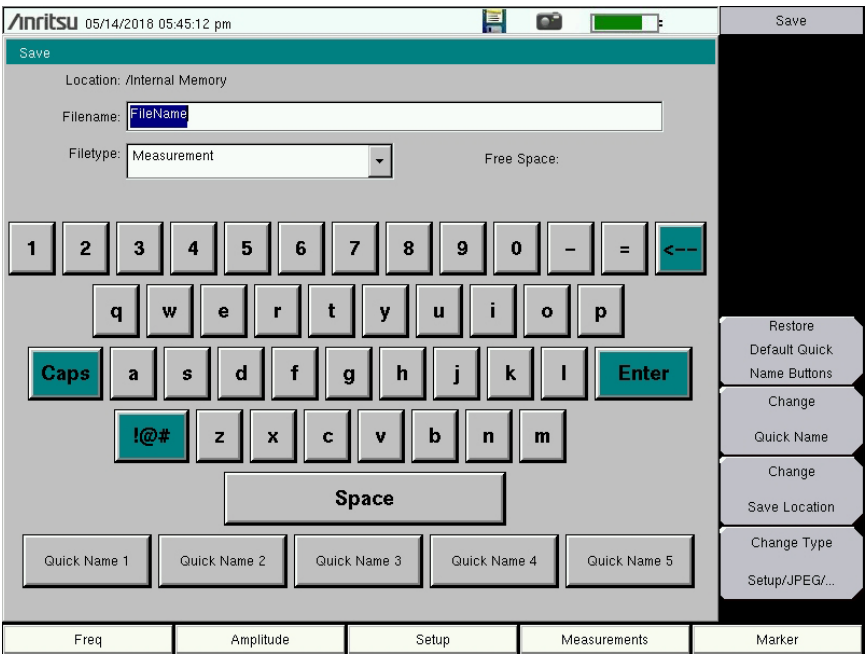 Anritsu 05/14/2018 05:45:12 pm
Save
Save
Location: /Internal Memory
Filename: FileName
Filetype: Measurement
Free Space:
1 2 3 4 5 6 7 8 9 0 – = <--
q w e r t y u i o p
Caps a s d f g h j k l Enter
!@# z x c v b n m
Space
Quick Name 1 Quick Name 2 Quick Name 3 Quick Name 4 Quick Name 5
Restore
Default Quick
Name Buttons
Change
Quick Name
Change
Save Location
Change Type
Setup/JPEG/...
Freq Amplitude Setup Measurements Marker